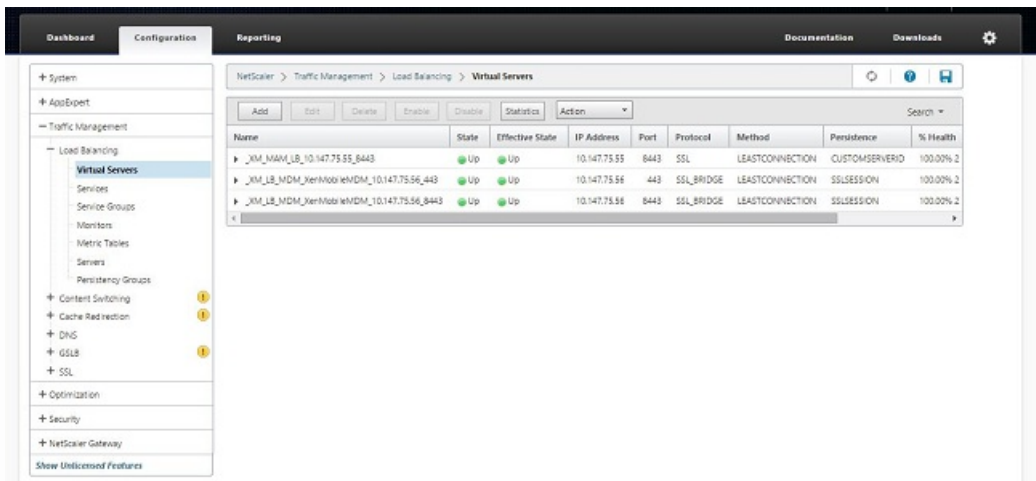 Dashboard Configuration Reporting Documentation Downloads
+ System
NetScaler > Traffic Management > Load Balancing > Virtual Servers
+ AppExpert
Add Edit Delete Enable Disable Statistics Action Search
− Traffic Management
Name State Effective State IP Address Port Protocol Method Persistence % Health
− Load Balancing
_XM_MAM_LB_10.147.75.55_8443 Up Up 10.147.75.55 8443 SSL LEASTCONNECTION CUSTOMSERVERID 100.00% 2
Virtual Servers
_XM_LB_MDM_XenMobileMDM_10.147.75.56_443 Up Up 10.147.75.56 443 SSL_BRIDGE LEASTCONNECTION SSLSESSION 100.00% 2
Services
_XM_LB_MDM_XenMobileMDM_10.147.75.56_8443 Up Up 10.147.75.56 8443 SSL_BRIDGE LEASTCONNECTION SSLSESSION 100.00% 2
Service Groups
Monitors
Metric Tables
Servers
Persistency Groups
+ Content Switching
+ Cache Redirection
+ DNS
+ GSLB
+ SSL
+ Optimization
+ Security
+ NetScaler Gateway
Show Unlicensed Features